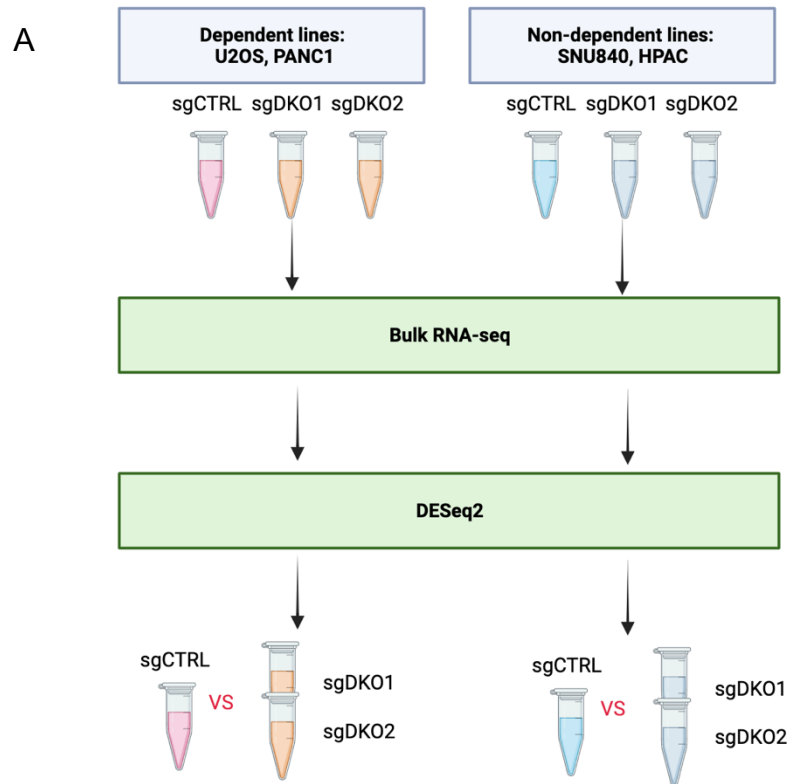 A
Dependent lines:
U2OS, PANC1
Non-dependent lines:
SNU840, HPAC
sgCTRL sgDKO1 sgDKO2
sgCTRL sgDKO1 sgDKO2
Bulk RNA-seq
DESeq2
sgCTRL
VS
sgDKO1
sgDKO2
sgCTRL
VS
sgDKO1
sgDKO2